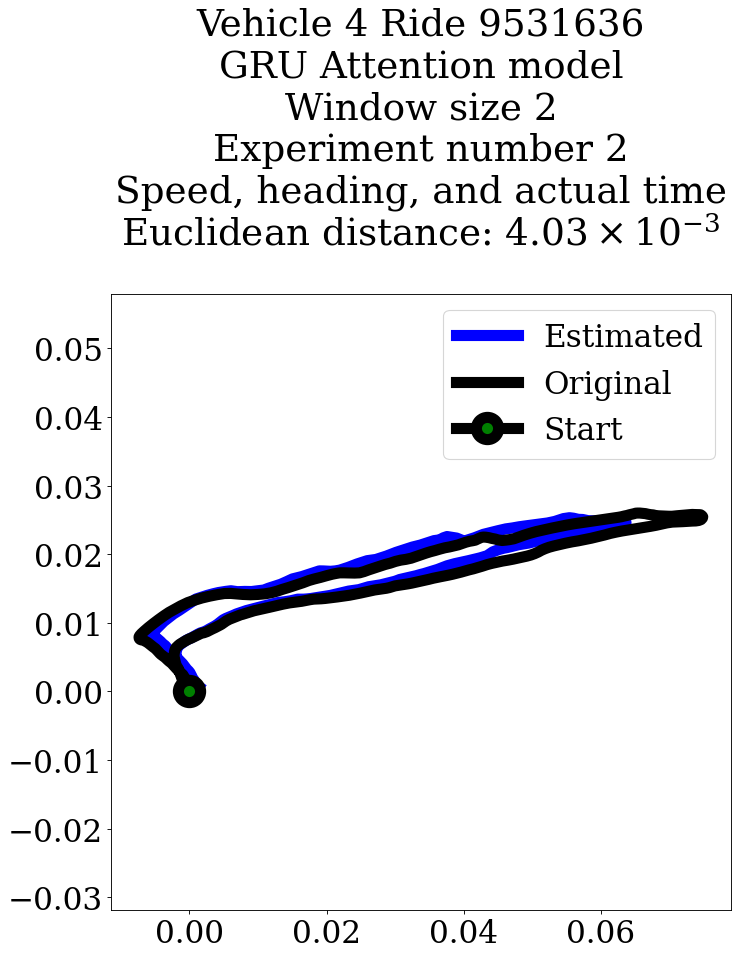 Vehicle 4 Ride 9531636
GRU Attention model
Window size 2
Experiment number 2
Speed, heading, and actual time
Euclidean distance: 4.03 × 10⁻³
Estimated
Original
Start
0.05
0.04
0.03
0.02
0.01
0.00
−0.01
−0.02
−0.03
0.00 0.02 0.04 0.06